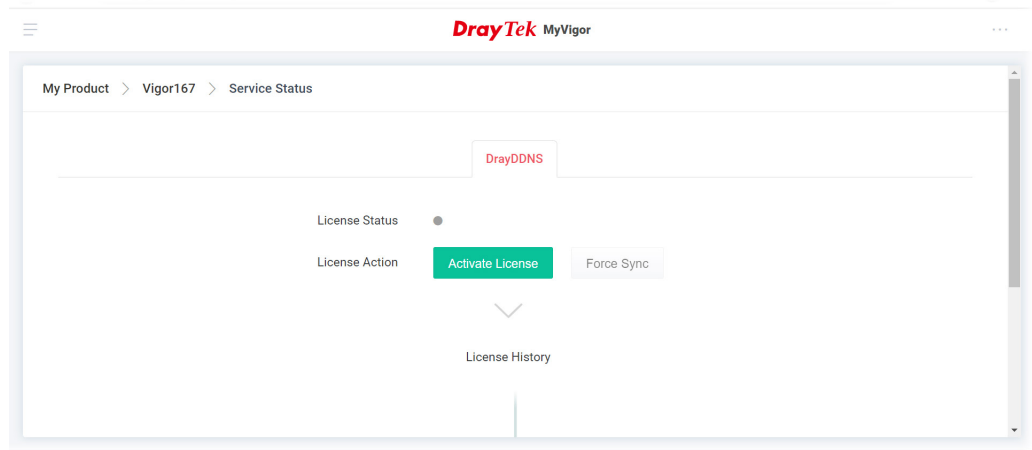 DrayTek MyVigor
My Product > Vigor167 > Service Status
DrayDDNS
License Status
License Action Activate License Force Sync
License History